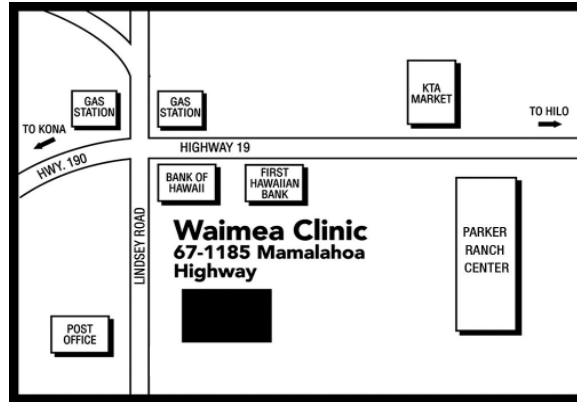 KTA
MARKET
GAS
STATION
GAS
STATION
TO HILO
TO KONA
HIGHWAY 19
HWY. 190
BANK OF
HAWAII
FIRST
HAWAIIAN
BANK
LINDSEY ROAD
Waimea Clinic
67-1185 Mamalahoa
Highway
PARKER
RANCH
CENTER
POST
OFFICE